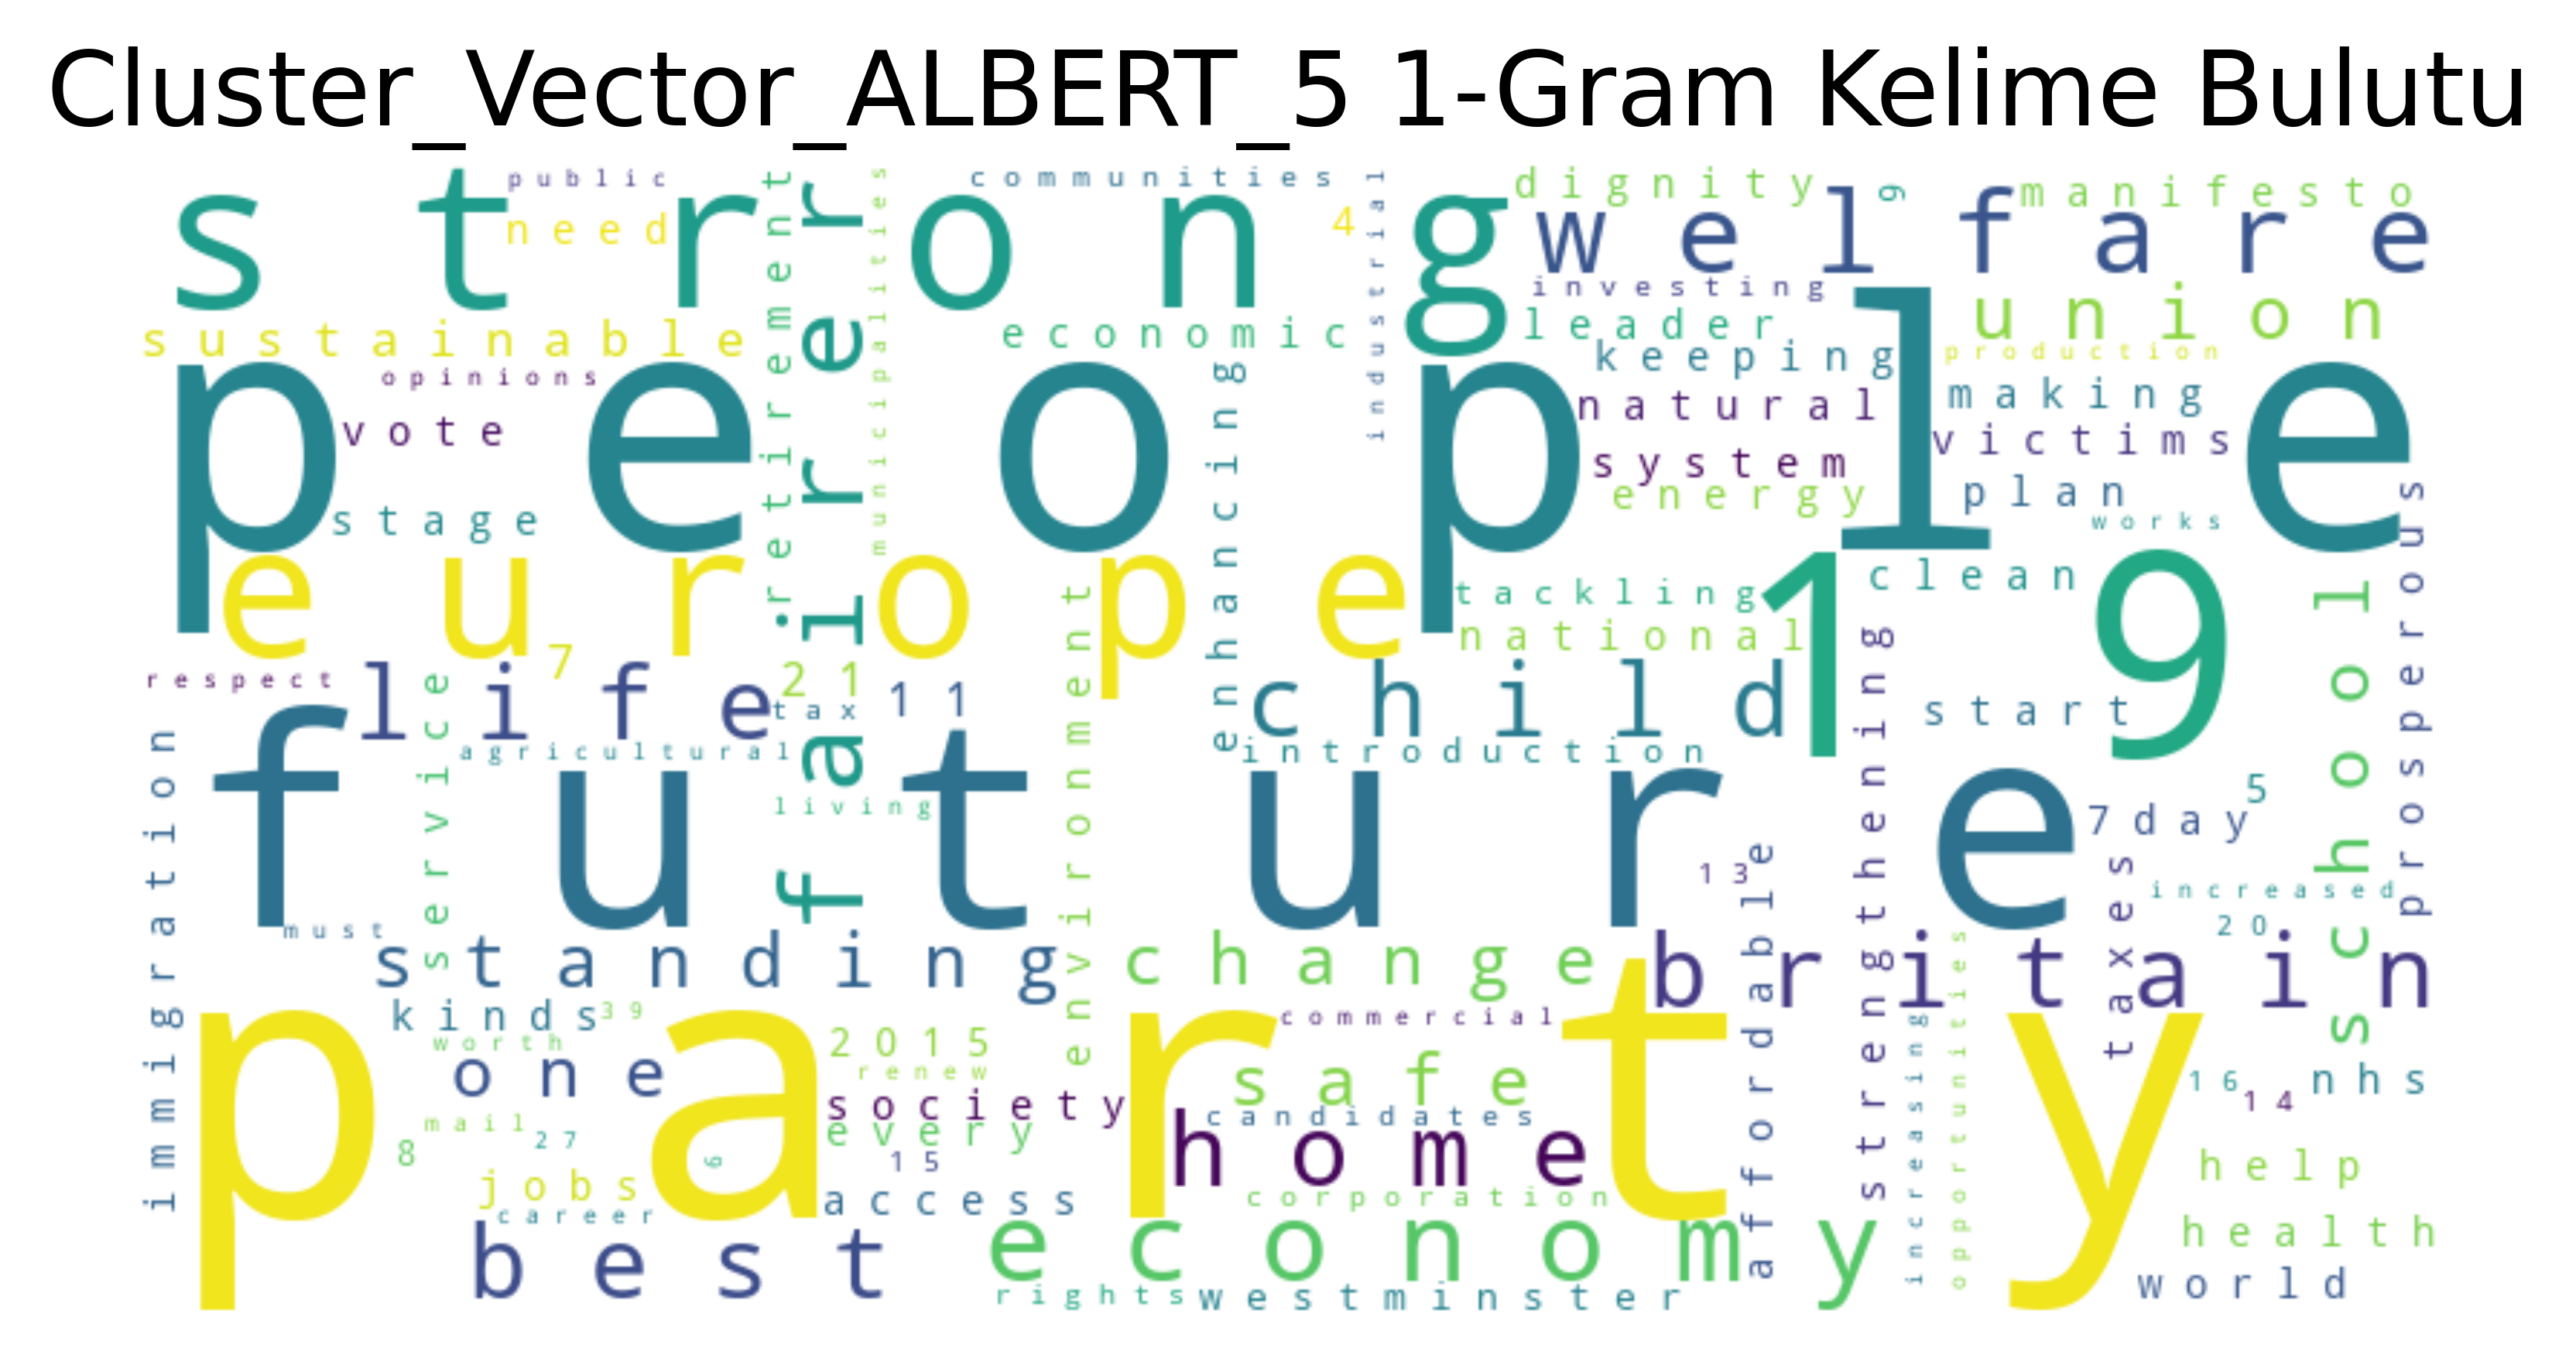 Cluster_Vector_ALBERT_5 1-Gram Kelime Bulutu
public
communities
dignity
9
manifesto
need
strong
4
welfare
retirement
fairer
municipalities
industrial
investing
sustainable
economic
leader
union
keeping
production
opinions
people
enhancing
natural
making
vote
system
victims
stage
energy
plan
works
prosperous
europe
tackling
19
clean
national
school
7
respect
life
21
11
child
service
tax
environment
strengthening
start
immigration
agricultural
introduction
living
future
5
7day
13
affordable
taxes
increased
must
20
standing
change
britain
opportunities
kinds
39
commercial
increasing
worth
2015
one
renew
safe
party
16
nhs
society
14
mail
candidates
27
every
home
8
6
15
help
jobs
access
corporation
career
best
economy
health
rights
westminster
world